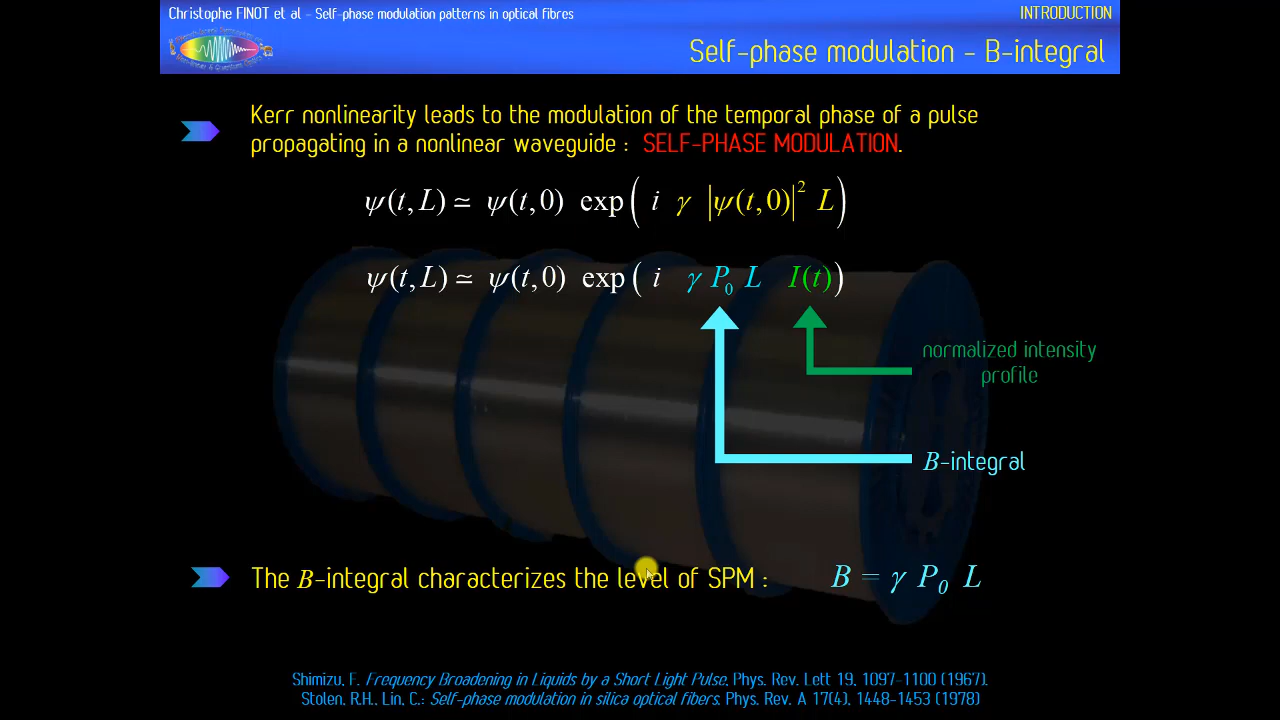 Christophe FINOT et al - Self-phase modulation patterns in optical fibres
INTRODUCTION
Self-phase modulation - B-integral
Kerr nonlinearity leads to the modulation of the temporal phase of a pulse
propagating in a nonlinear waveguide : SELF-PHASE MODULATION.
ψ(t, L) ≃ ψ(t,0) exp( i γ |ψ(t,0)|² L )
ψ(t, L) ≃ ψ(t,0) exp( i γ P₀ L I(t) )
normalized intensity
profile
B-integral
The B-integral characterizes the level of SPM : B = γ P₀ L
Shimizu, F. Frequency Broadening in Liquids by a Short Light Pulse, Phys. Rev. Lett 19, 1097-1100 (1967).
Stolen, R.H., Lin, C.: Self-phase modulation in silica optical fibers, Phys. Rev. A 17(4), 1448-1453 (1978)